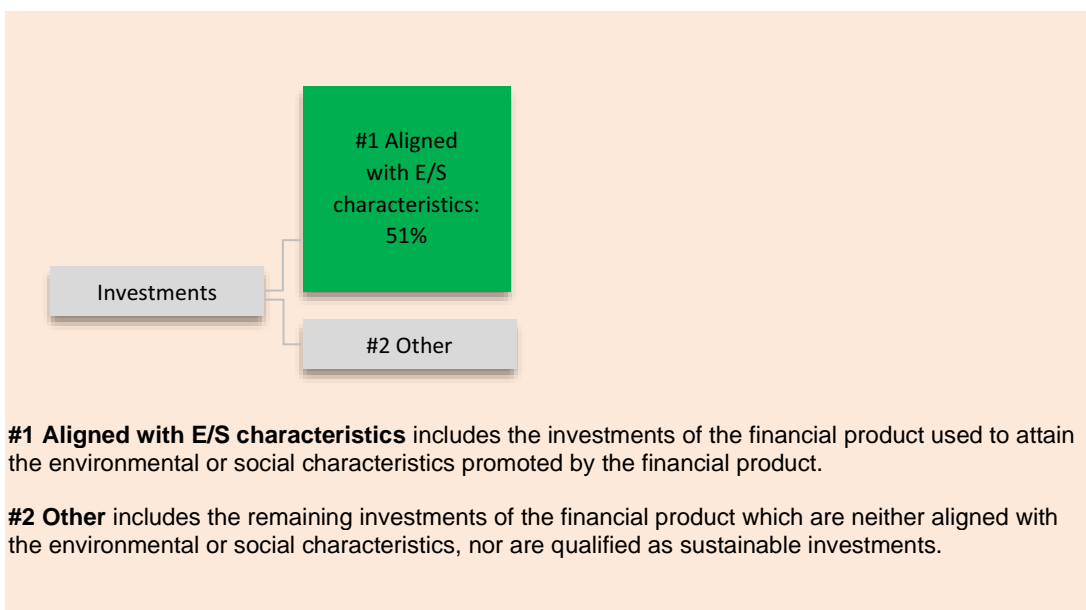 #1 Aligned
with E/S
characteristics:
51%
Investments
#2 Other
#1 Aligned with E/S characteristics includes the investments of the financial product used to attain
the environmental or social characteristics promoted by the financial product.
#2 Other includes the remaining investments of the financial product which are neither aligned with
the environmental or social characteristics, nor are qualified as sustainable investments.